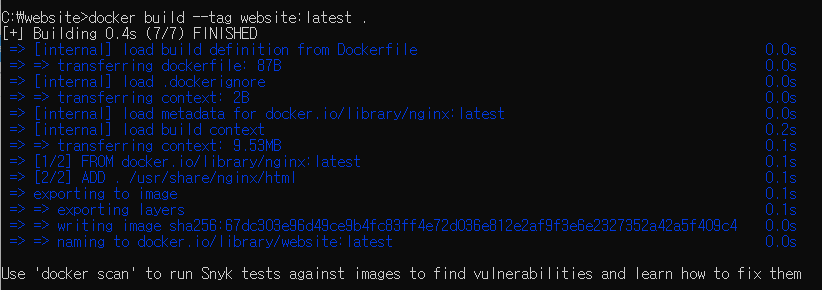 C:₩website>docker build --tag website:latest .
[+] Building 0.4s (7/7) FINISHED
=> [internal] load build definition from Dockerfile 0.0s
=> => transferring dockerfile: 87B 0.0s
=> [internal] load .dockerignore 0.0s
=> => transferring context: 2B 0.0s
=> [internal] load metadata for docker.io/library/nginx:latest 0.0s
=> [internal] load build context 0.2s
=> => transferring context: 9.53MB 0.1s
=> [1/2] FROM docker.io/library/nginx:latest 0.1s
=> [2/2] ADD . /usr/share/nginx/html 0.1s
=> exporting to image 0.1s
=> => exporting layers 0.1s
=> => writing image sha256:67dc303e96d49ce9b4fc83ff4e72d036e812e2af9f3e6e2327352a42a5f409c4 0.0s
=> => naming to docker.io/library/website:latest 0.0s
Use 'docker scan' to run Snyk tests against images to find vulnerabilities and learn how to fix them